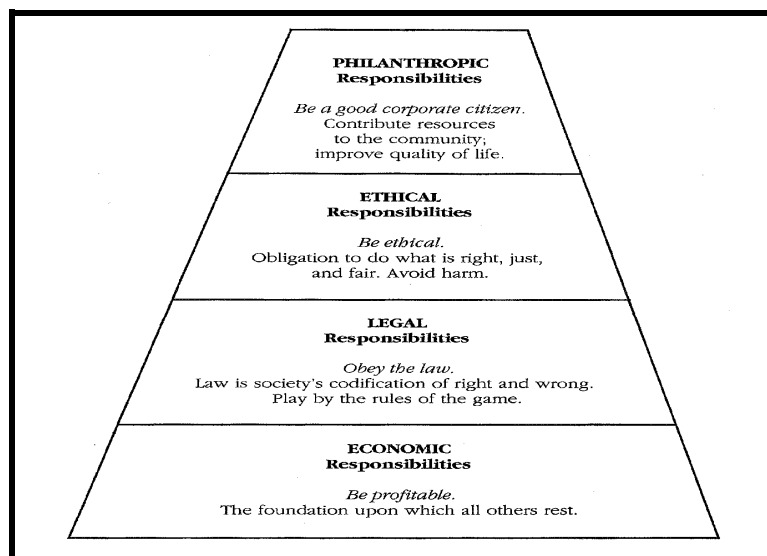 PHILANTHROPIC
Responsibilities
Be a good corporate citizen.
Contribute resources
to the community;
improve quality of life.
ETHICAL
Responsibilities
Be ethical.
Obligation to do what is right, just,
and fair. Avoid harm.
LEGAL
Responsibilities
Obey the law.
Law is society's codification of right and wrong.
Play by the rules of the game.
ECONOMIC
Responsibilities
Be profitable.
The foundation upon which all others rest.